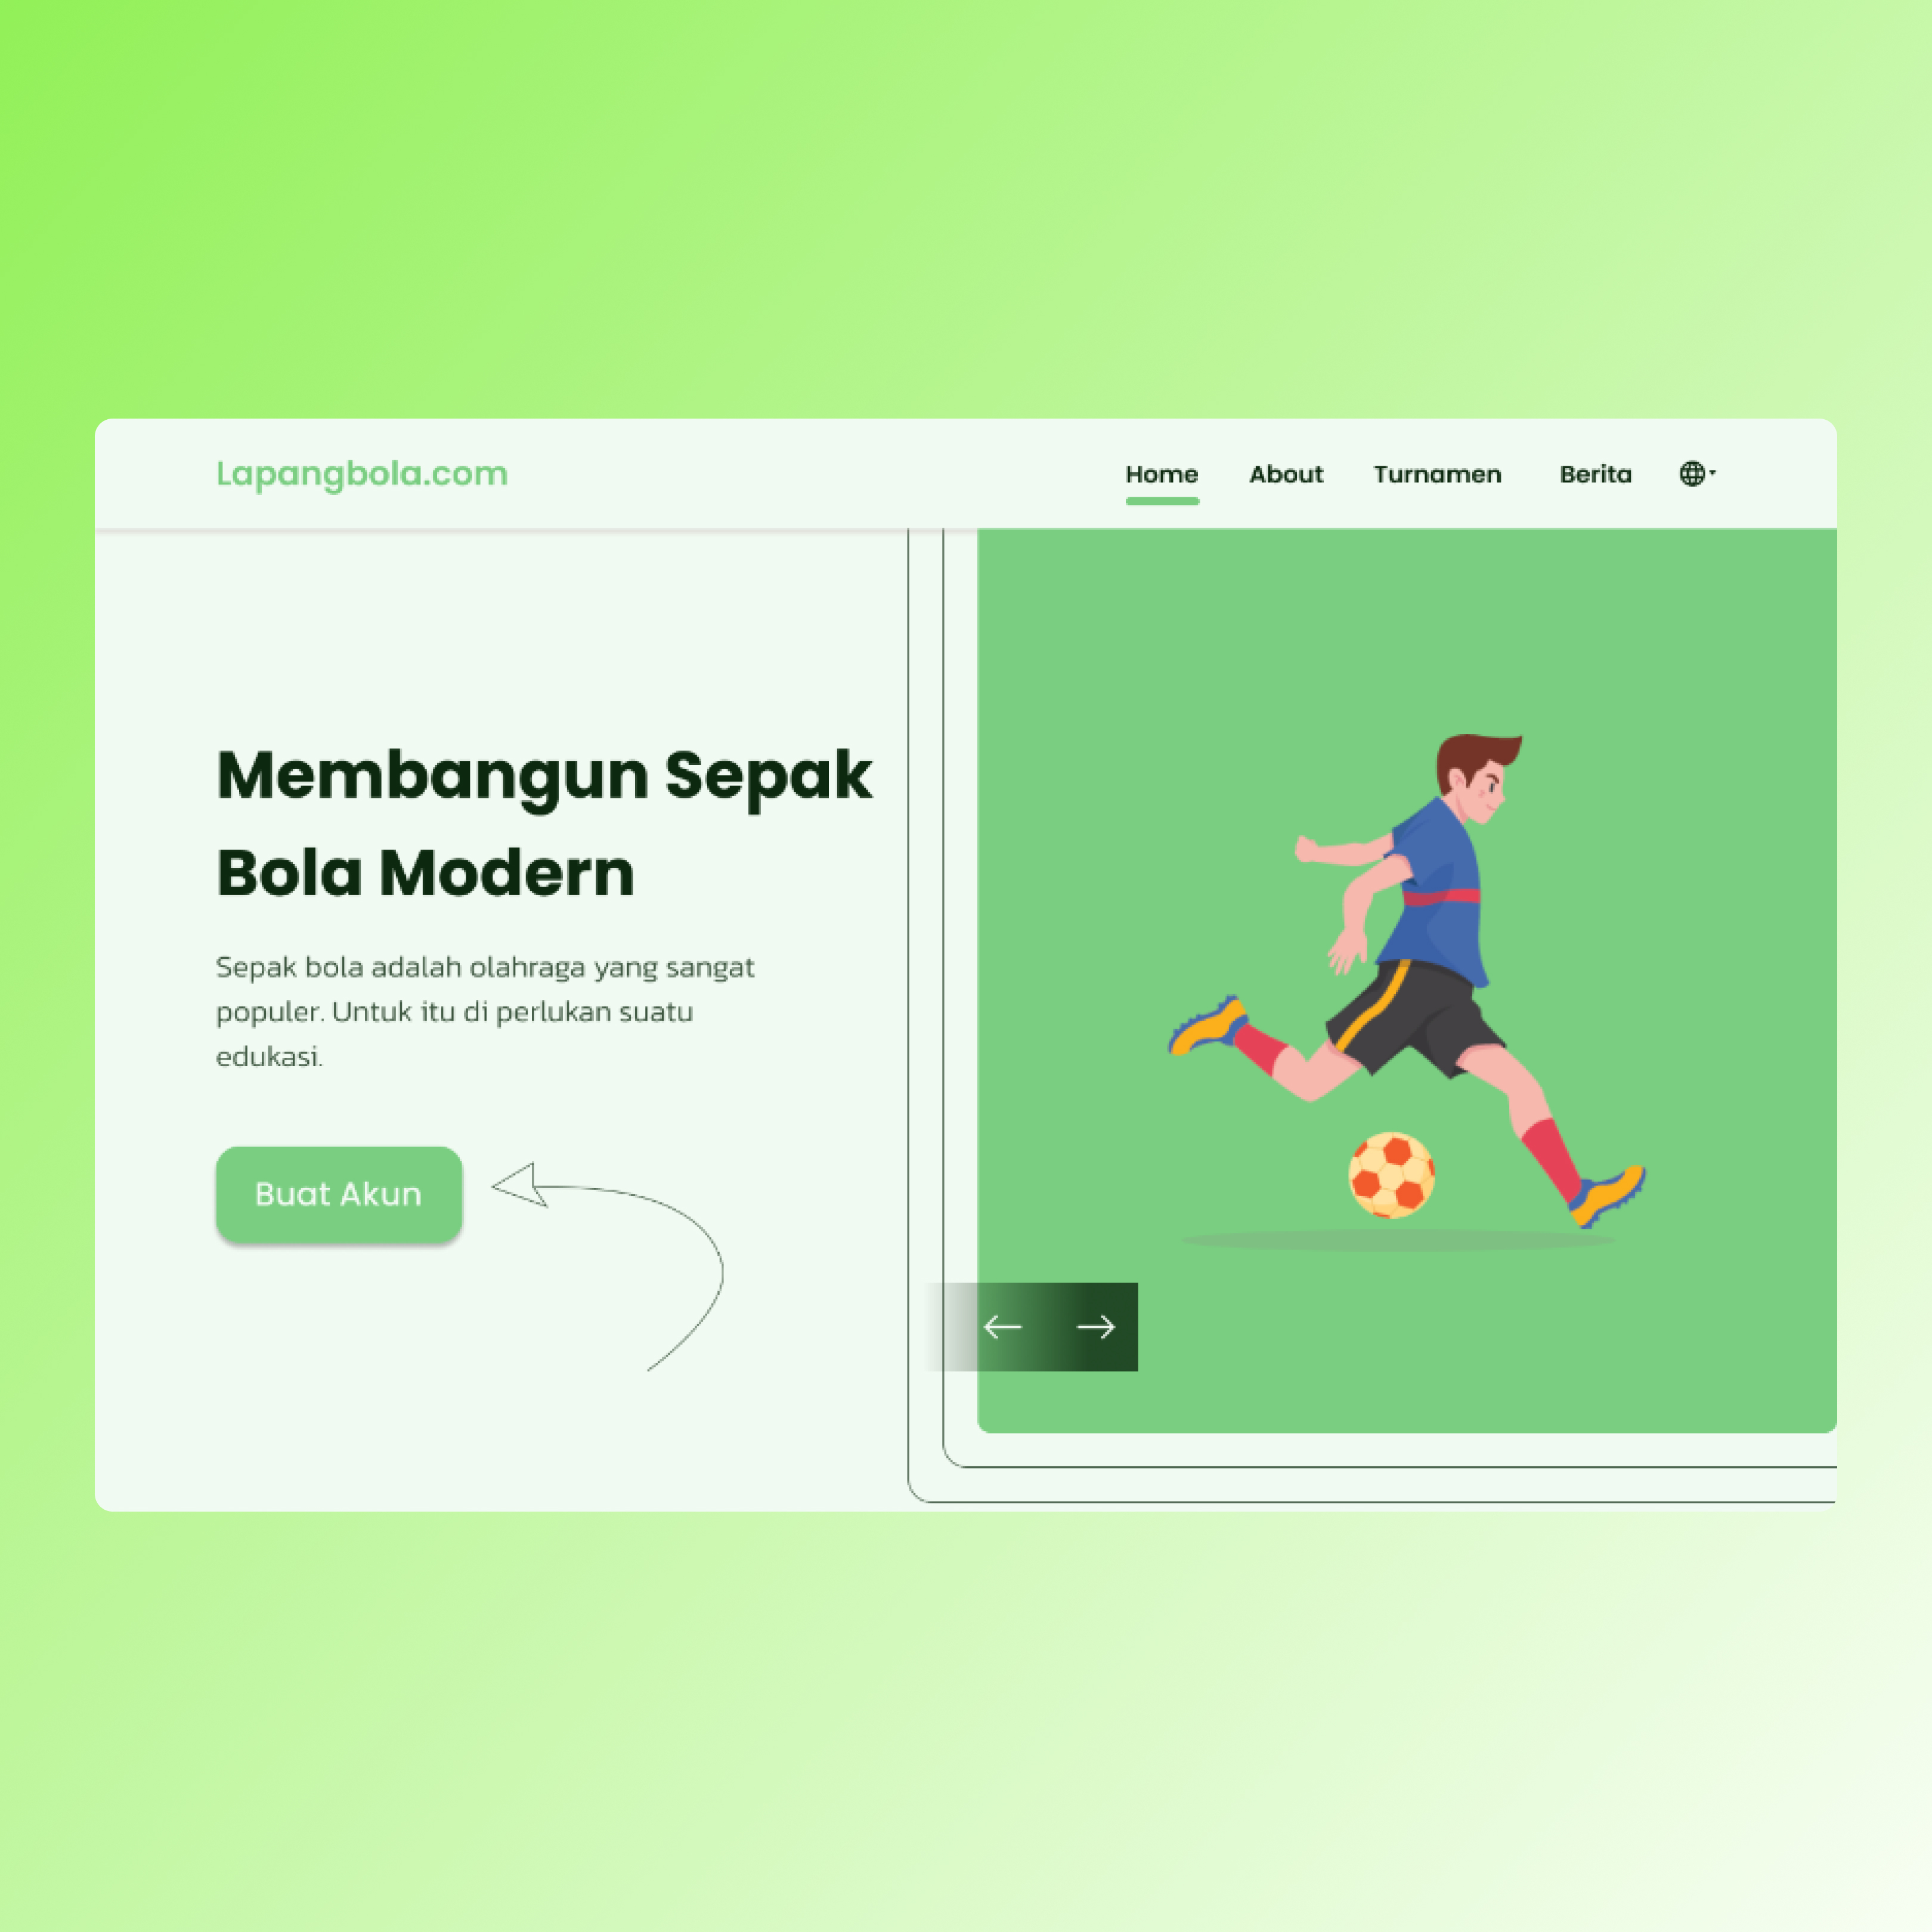 Lapangbola.com
Home About Turnamen Berita
Membangun Sepak
Bola Modern
Sepak bola adalah olahraga yang sangat
populer. Untuk itu di perlukan suatu
edukasi.
Buat Akun